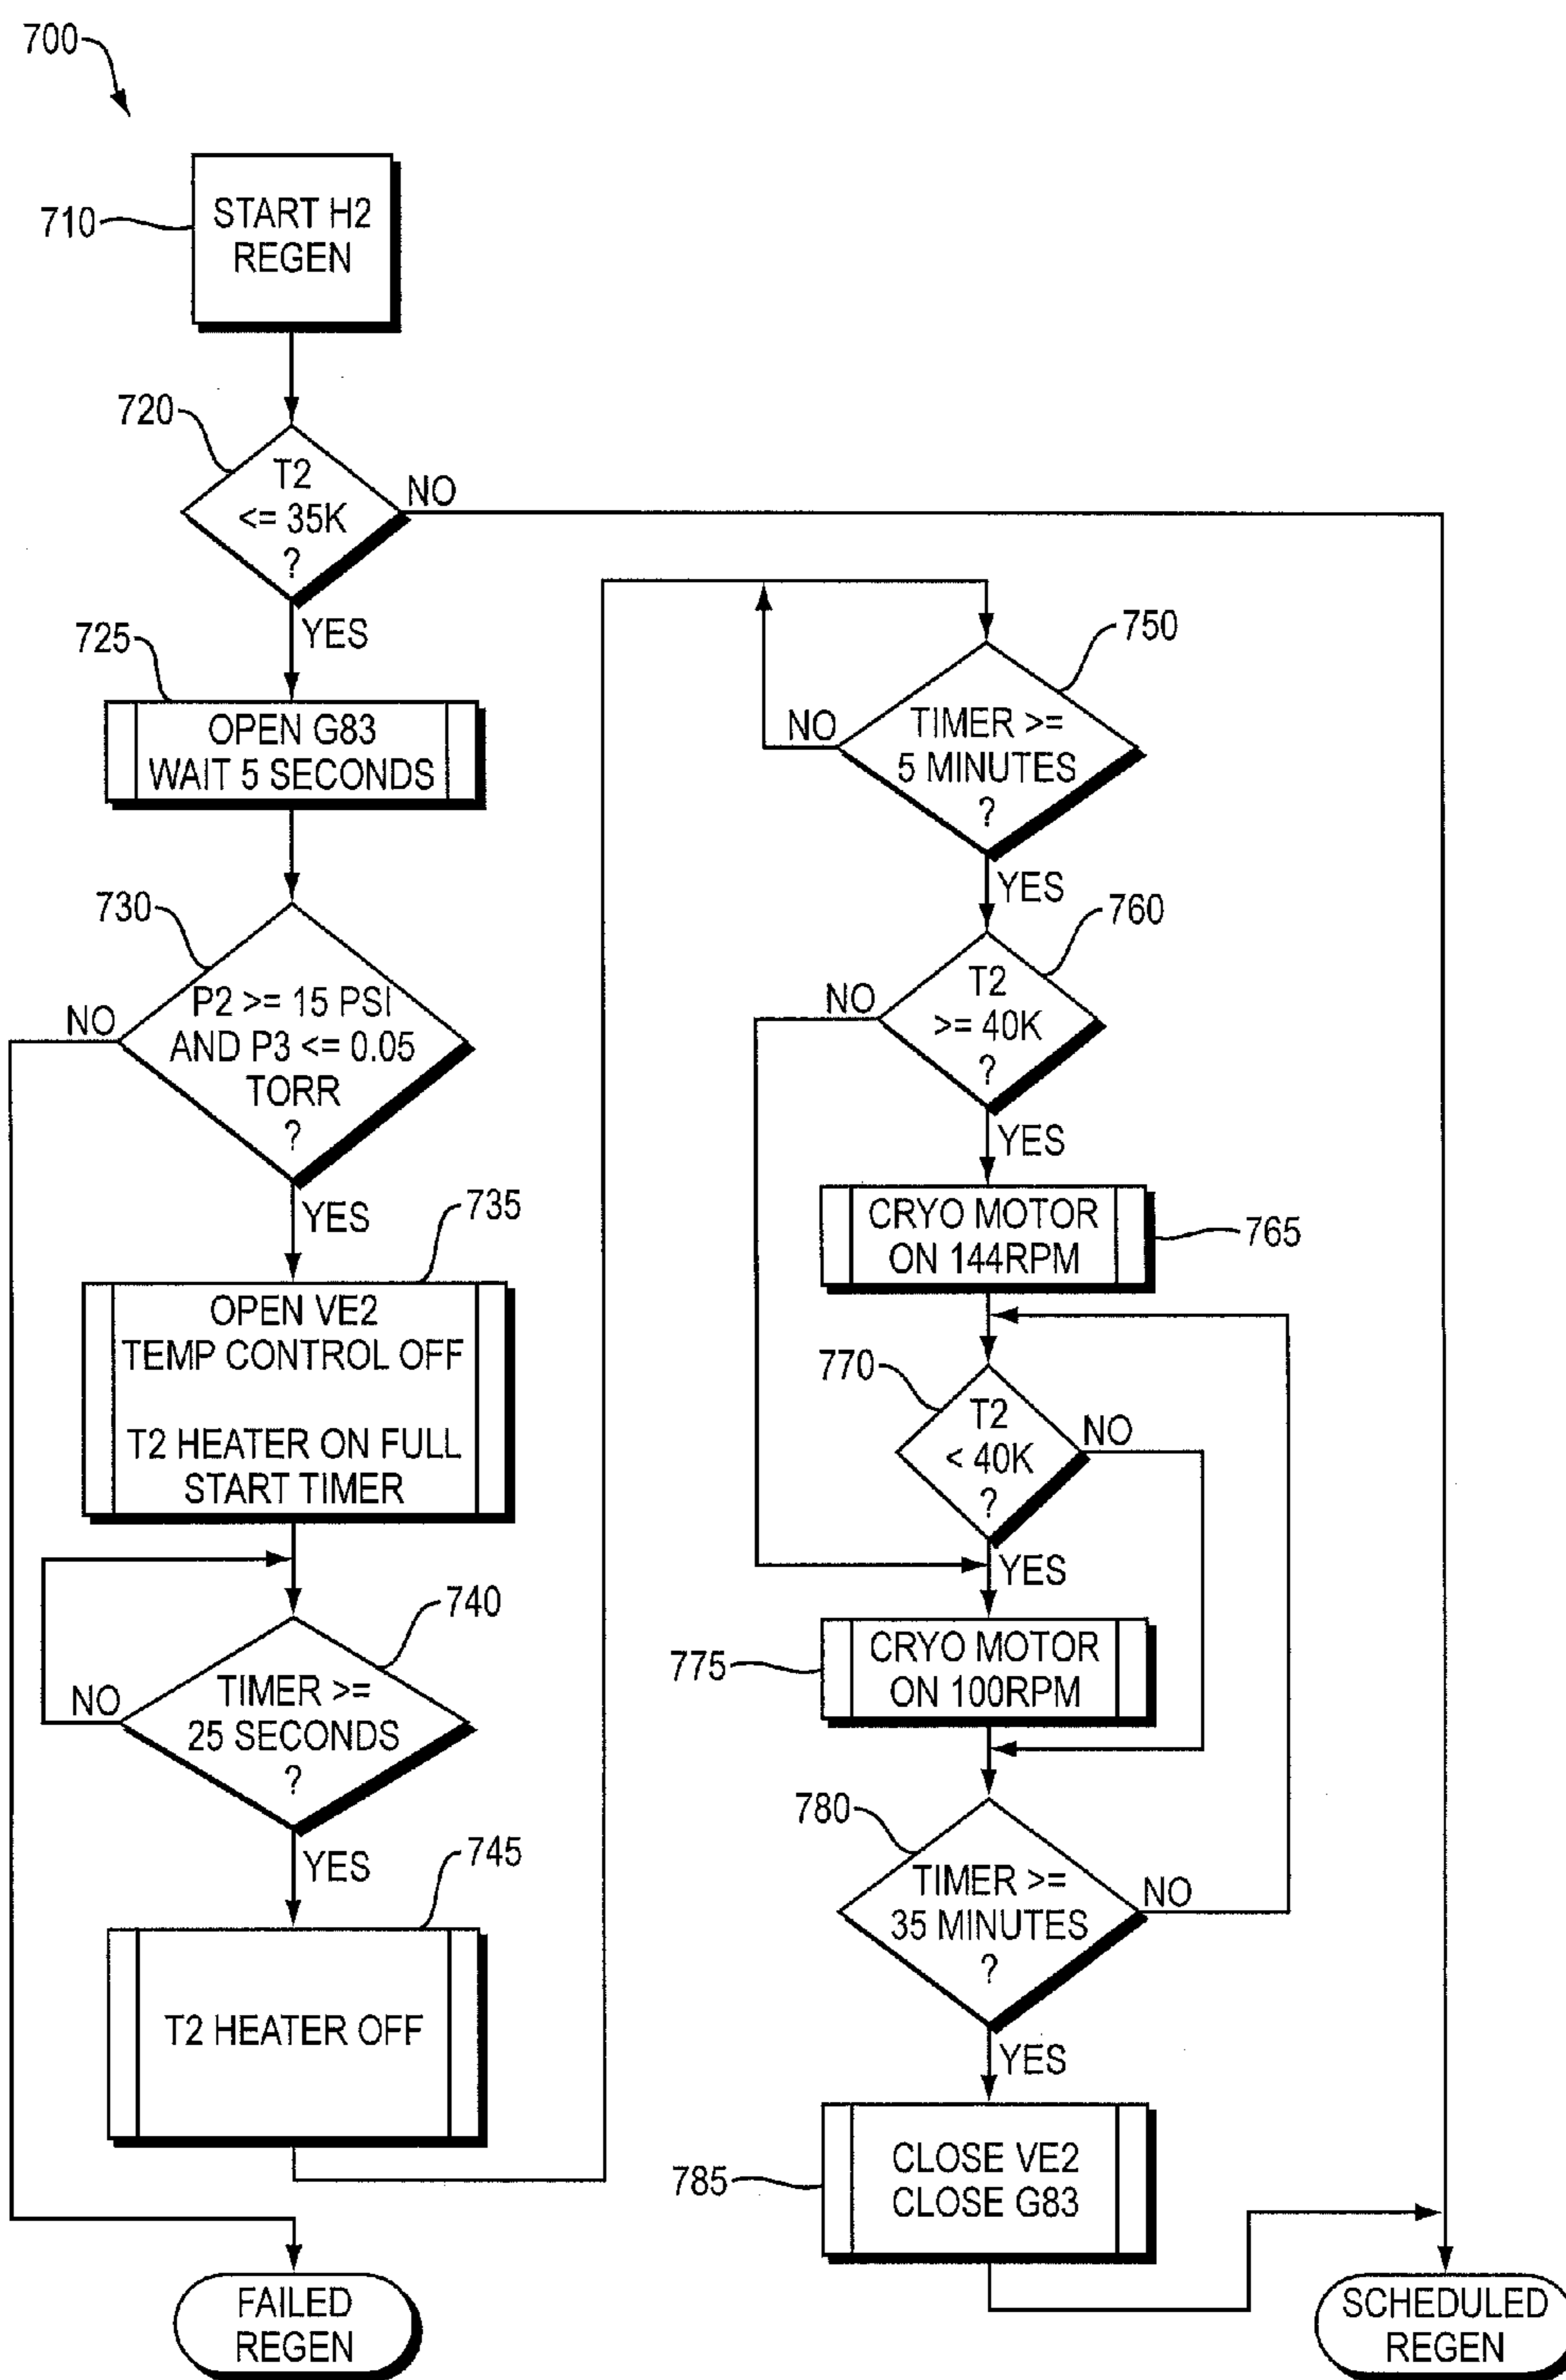 700
710
START H2
REGEN
720
T2
<= 35K
?
NO
YES
725
OPEN G83
WAIT 5 SECONDS
730
P2 >= 15 PSI
AND P3 <= 0.05
TORR
?
NO
YES
735
OPEN VE2
TEMP CONTROL OFF
T2 HEATER ON FULL
START TIMER
740
TIMER >=
25 SECONDS
?
NO
YES
745
T2 HEATER OFF
FAILED
REGEN
750
TIMER >=
5 MINUTES
?
NO
YES
760
T2
>= 40K
?
NO
YES
CRYO MOTOR
ON 144RPM
765
770
T2
< 40K
?
NO
YES
775
CRYO MOTOR
ON 100RPM
780
TIMER >=
35 MINUTES
?
NO
YES
785
CLOSE VE2
CLOSE G83
SCHEDULED
REGEN